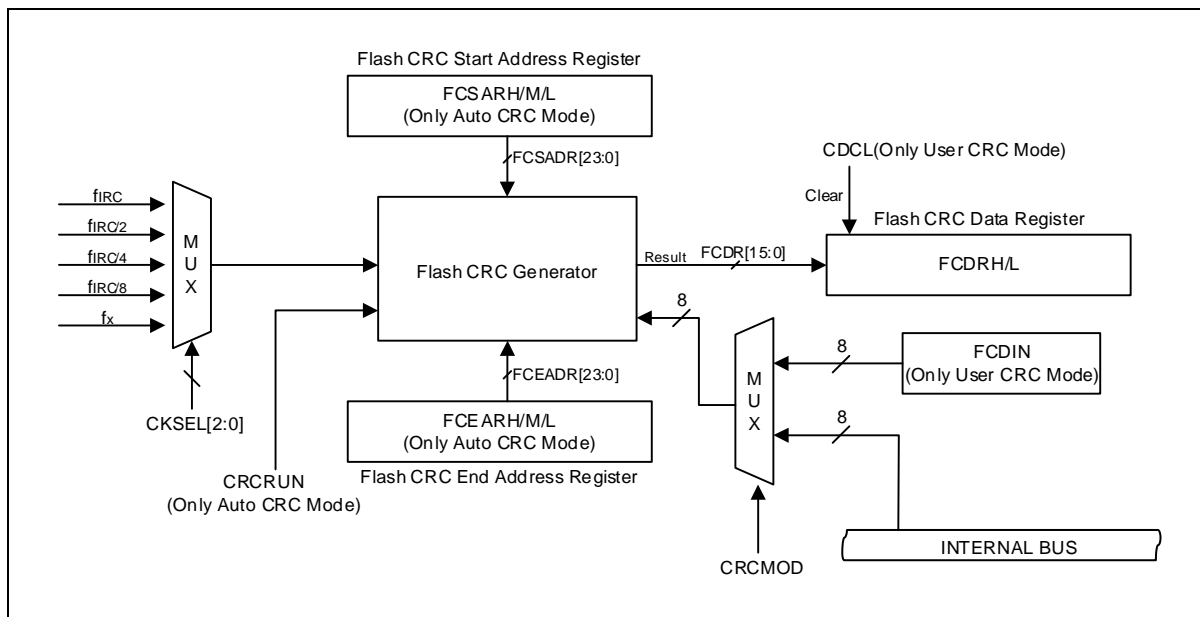 Flash CRC Start Address Register
FCSARH/M/L
(Only Auto CRC Mode)
FCSADR[23:0]
CDCL(Only User CRC Mode)
Clear
Flash CRC Data Register
fIRC
fIRC/2
fIRC/4
fIRC/8
fx
M
U
X
Flash CRC Generator
Result
FCDR[15:0]
FCDRH/L
8
CKSEL[2:0]
FCEADR[23:0]
FCEARH/M/L
(Only Auto CRC Mode)
Flash CRC End Address Register
CRCRUN
(Only Auto CRC Mode)
M
U
X
8
FCDIN
(Only User CRC Mode)
8
CRCMOD
INTERNAL BUS